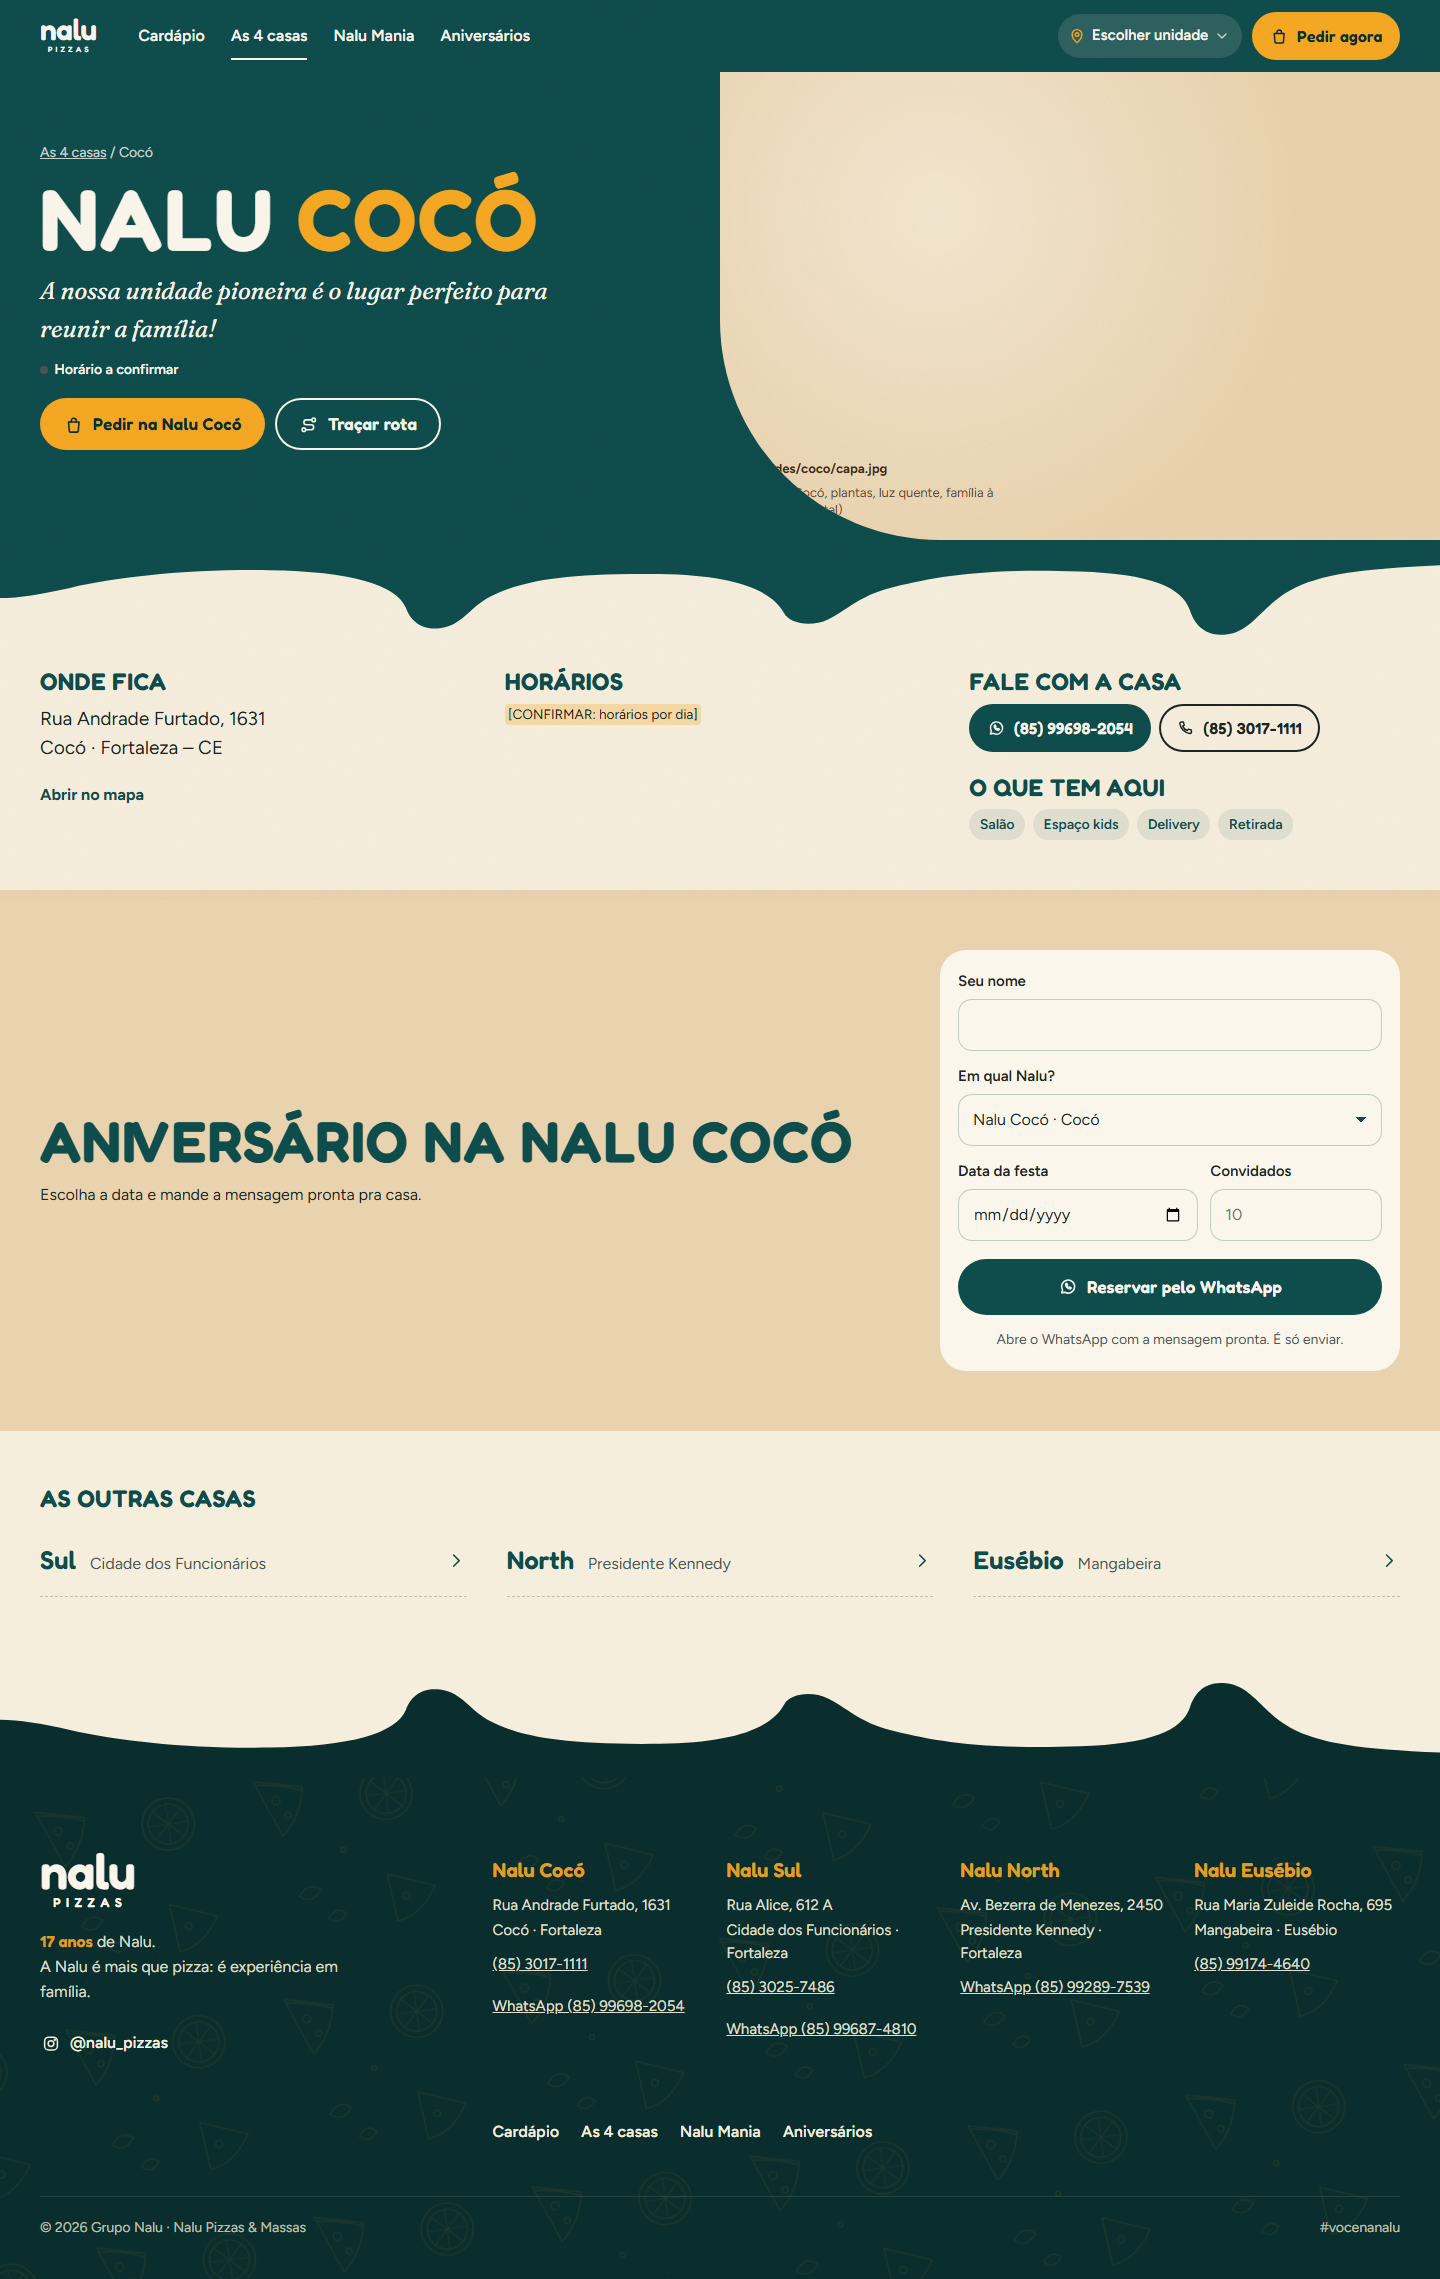 nalu
PIZZAS
Cardápio
As 4 casas
Nalu Mania
Aniversários
Escolher unidade
Pedir agora
As 4 casas / Cocó
NALU COCÓ
A nossa unidade pioneira é o lugar perfeito para
reunir a família!
Horário a confirmar
Pedir na Nalu Cocó
Traçar rota
des/coco/capa.jpg
plantas, luz quente, família à
ONDE FICA
Rua Andrade Furtado, 1631
Cocó · Fortaleza – CE
Abrir no mapa
HORÁRIOS
[CONFIRMAR: horários por dia]
FALE COM A CASA
(85) 99698-2054
(85) 3017-1111
O QUE TEM AQUI
Salão
Espaço kids
Delivery
Retirada
ANIVERSÁRIO NA NALU COCÓ
Escolha a data e mande a mensagem pronta pra casa.
Seu nome
Em qual Nalu?
Nalu Cocó · Cocó
Data da festa
Convidados
mm/dd/yyyy
10
Reservar pelo WhatsApp
Abre o WhatsApp com a mensagem pronta. É só enviar.
AS OUTRAS CASAS
Sul Cidade dos Funcionários
North Presidente Kennedy
Eusébio Mangabeira
nalu
PIZZAS
17 anos de Nalu.
A Nalu é mais que pizza: é experiência em
família.
@nalu_pizzas
Nalu Cocó
Rua Andrade Furtado, 1631
Cocó · Fortaleza
(85) 3017-1111
WhatsApp (85) 99698-2054
Nalu Sul
Rua Alice, 612 A
Cidade dos Funcionários ·
Fortaleza
(85) 3025-7486
WhatsApp (85) 99687-4810
Nalu North
Av. Bezerra de Menezes, 2450
Presidente Kennedy ·
Fortaleza
WhatsApp (85) 99289-7539
Nalu Eusébio
Rua Maria Zuleide Rocha, 695
Mangabeira · Eusébio
(85) 99174-4640
Cardápio
As 4 casas
Nalu Mania
Aniversários
© 2026 Grupo Nalu · Nalu Pizzas & Massas
#vocenanalu